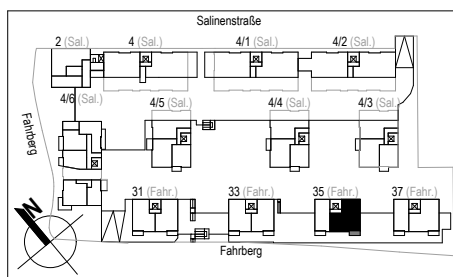 Salinenstraße
2 (Sal.) 4 (Sal.) 4/1 (Sal.) 4/2 (Sal.)
4/6 (Sal.) 4/5 (Sal.) 4/4 (Sal.) 4/3 (Sal.)
Fahrberg
31 (Fahr.) 33 (Fahr.) 35 (Fahr.) 37 (Fahr.)
N
Fahrberg